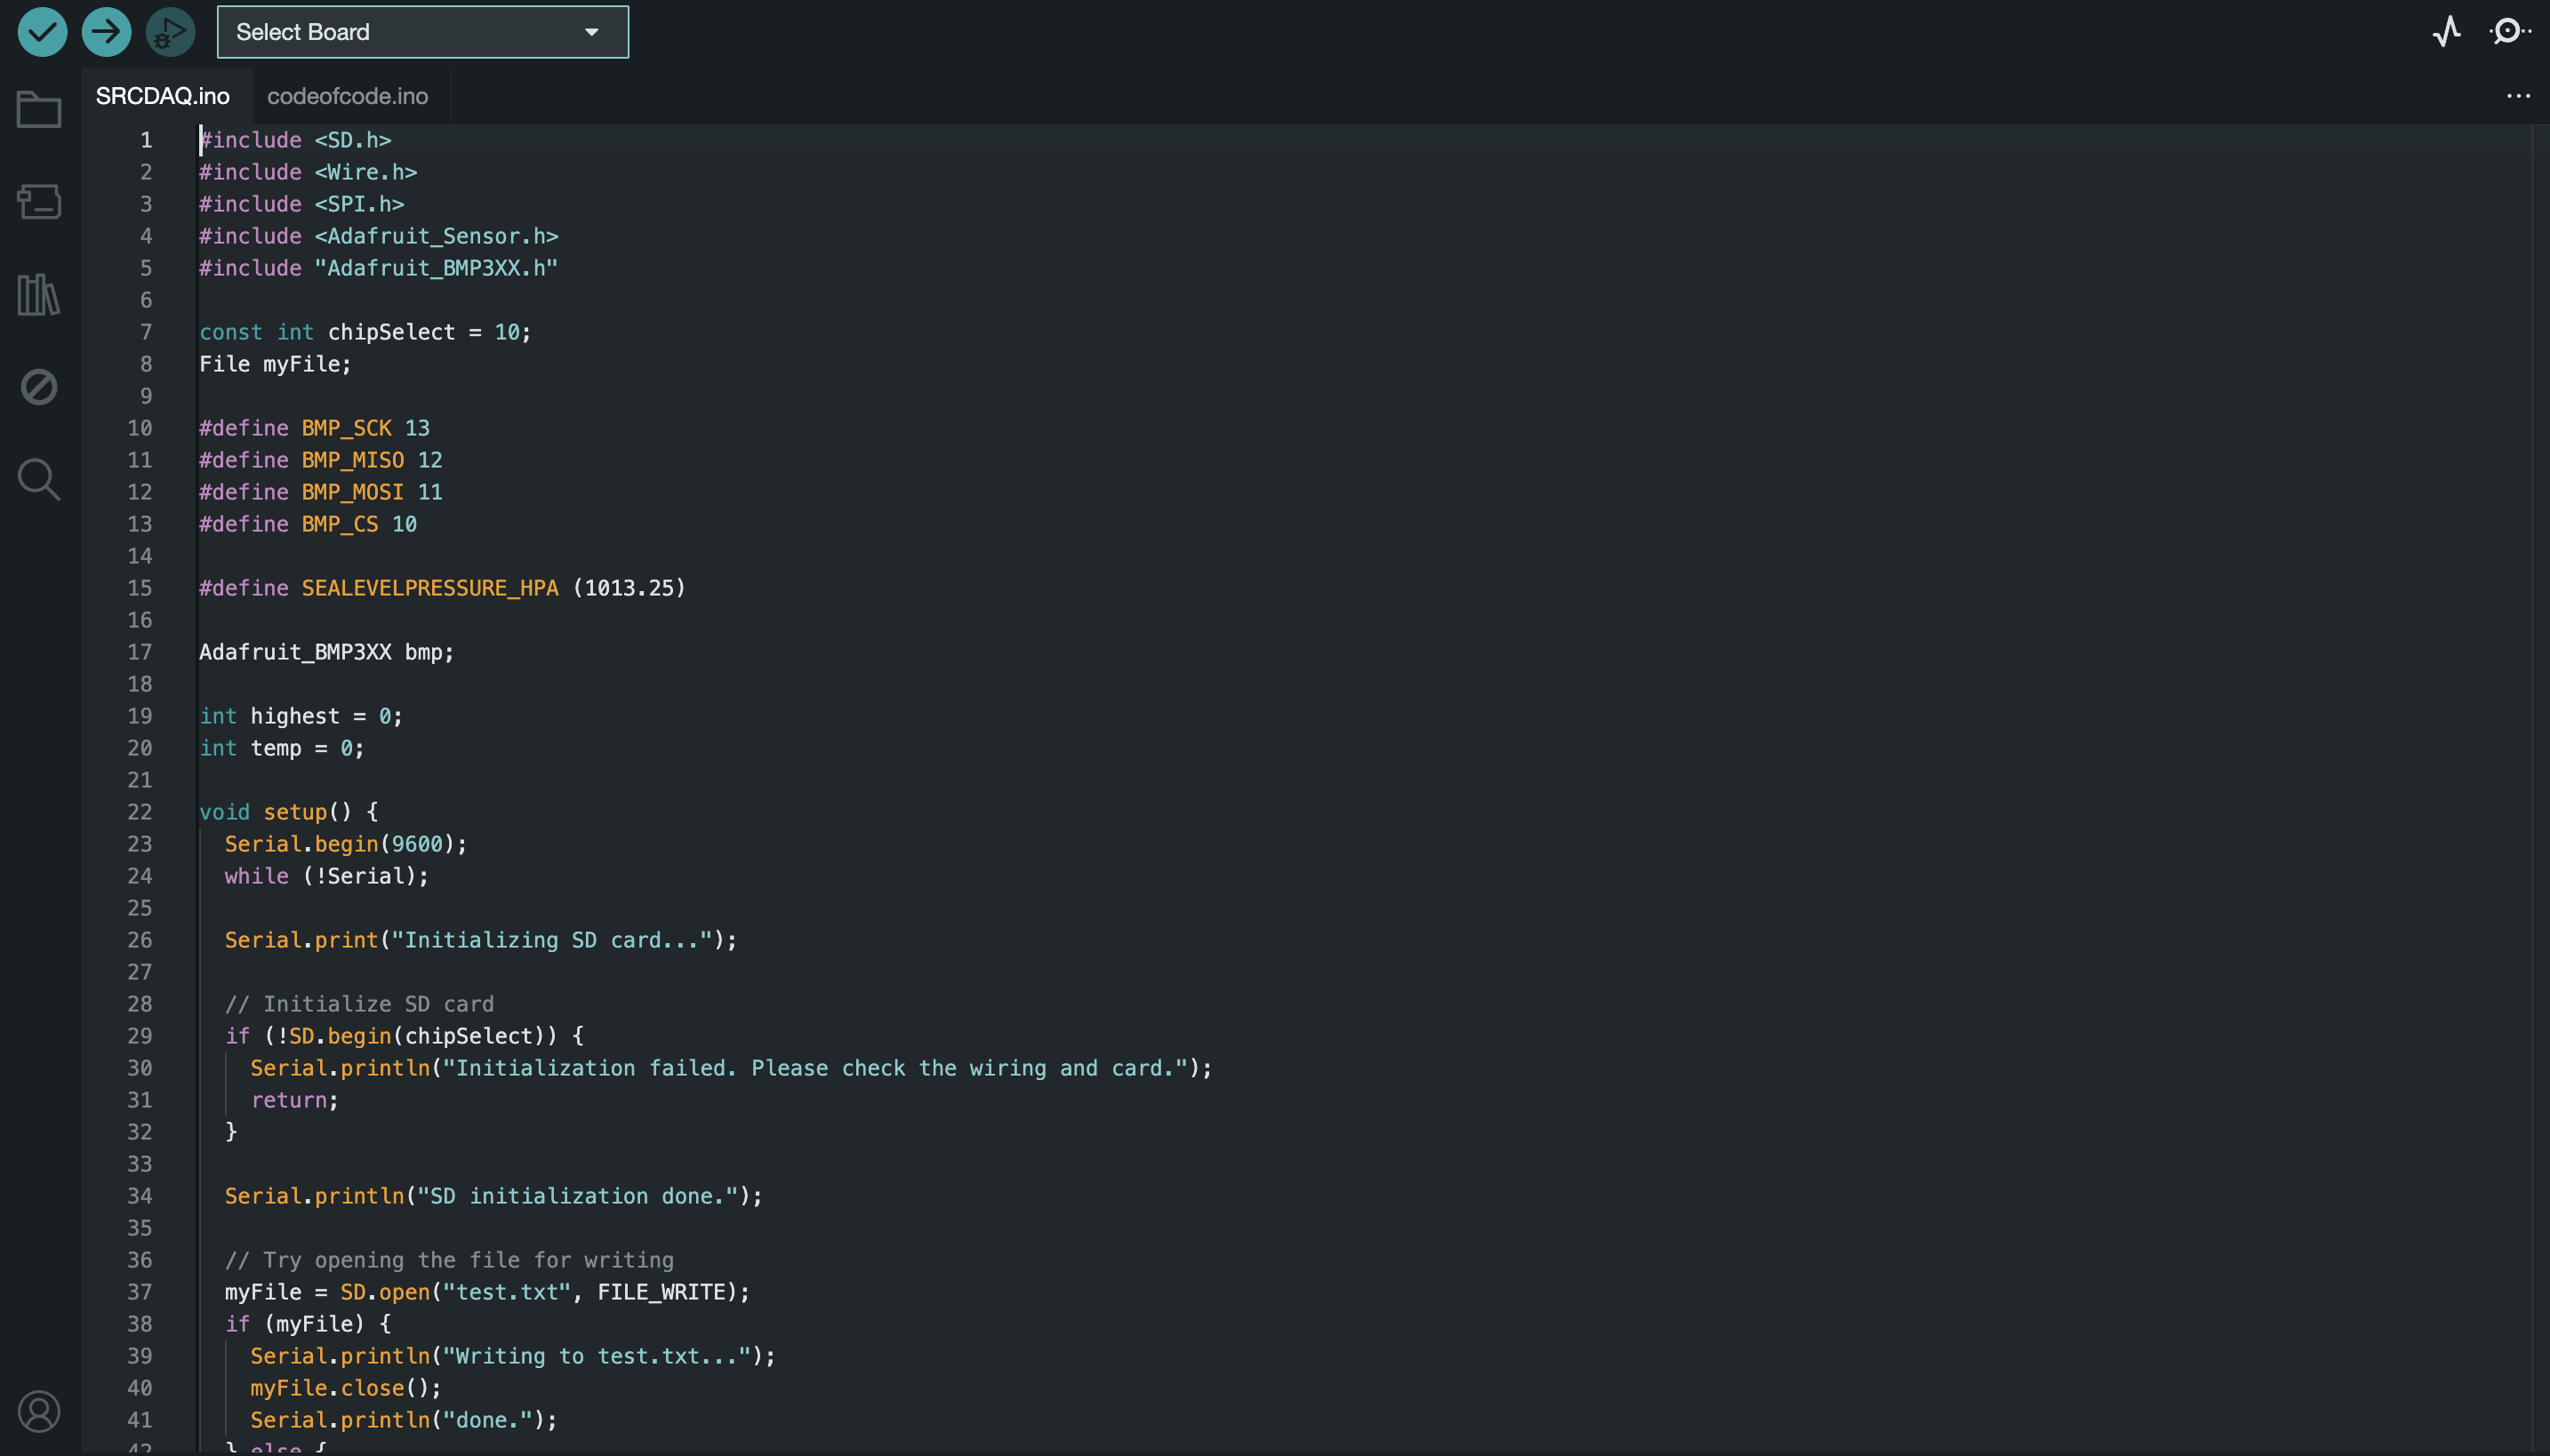 Select Board
SRCDAQ.ino codeofcode.ino ...
1 #include <SD.h>
2 #include <Wire.h>
3 #include <SPI.h>
4 #include <Adafruit_Sensor.h>
5 #include "Adafruit_BMP3XX.h"
6
7 const int chipSelect = 10;
8 File myFile;
9
10 #define BMP_SCK 13
11 #define BMP_MISO 12
12 #define BMP_MOSI 11
13 #define BMP_CS 10
14
15 #define SEALEVELPRESSURE_HPA (1013.25)
16
17 Adafruit_BMP3XX bmp;
18
19 int highest = 0;
20 int temp = 0;
21
22 void setup() {
23   Serial.begin(9600);
24   while (!Serial);
25
26   Serial.print("Initializing SD card...");
27
28   // Initialize SD card
29   if (!SD.begin(chipSelect)) {
30     Serial.println("Initialization failed. Please check the wiring and card.");
31     return;
32   }
33
34   Serial.println("SD initialization done.");
35
36   // Try opening the file for writing
37   myFile = SD.open("test.txt", FILE_WRITE);
38   if (myFile) {
39     Serial.println("Writing to test.txt...");
40     myFile.close();
41     Serial.println("done.");
42   } else {